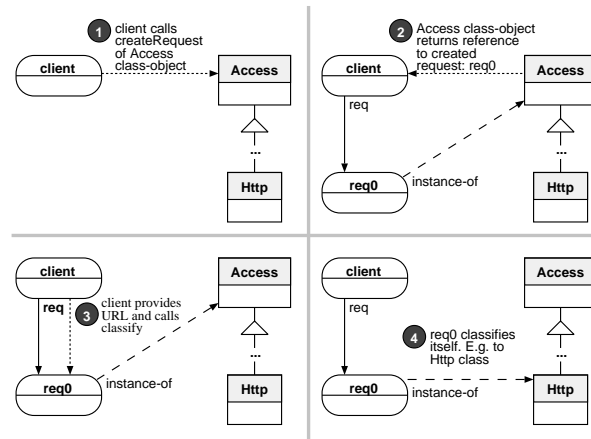 1 client calls
createRequest
of Access
class-object
client
Access
...
Http
2 Access class-object
returns reference
to created
request: req0
client
Access
req
...
req0
instance-of
Http
client
Access
req
3 client provides
URL and calls
classify
...
req0
instance-of
Http
client
Access
req
4 req0 classifies
itself. E.g. to
Http class
...
req0
instance-of
Http